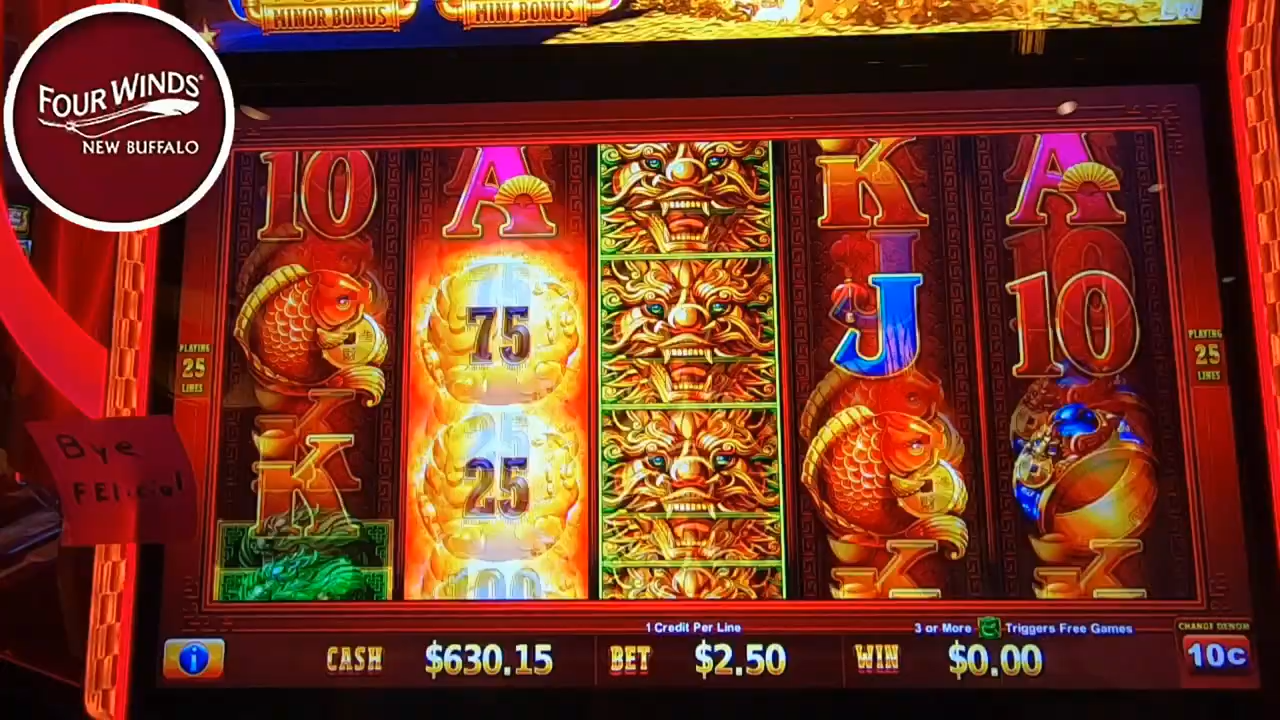 MINOR BONUS
MINI BONUS
FOUR WINDS®
NEW BUFFALO
10
A
K
A
75
J
10
25
K
100
K
K
PLAYING
25
LINES
PLAYING
25
LINES
Bye
FElicia!
1 Credit Per Line
3 or More
Triggers Free Games
CHANGE DENOM
CASH
$630.15
BET
$2.50
WIN
$0.00
10¢